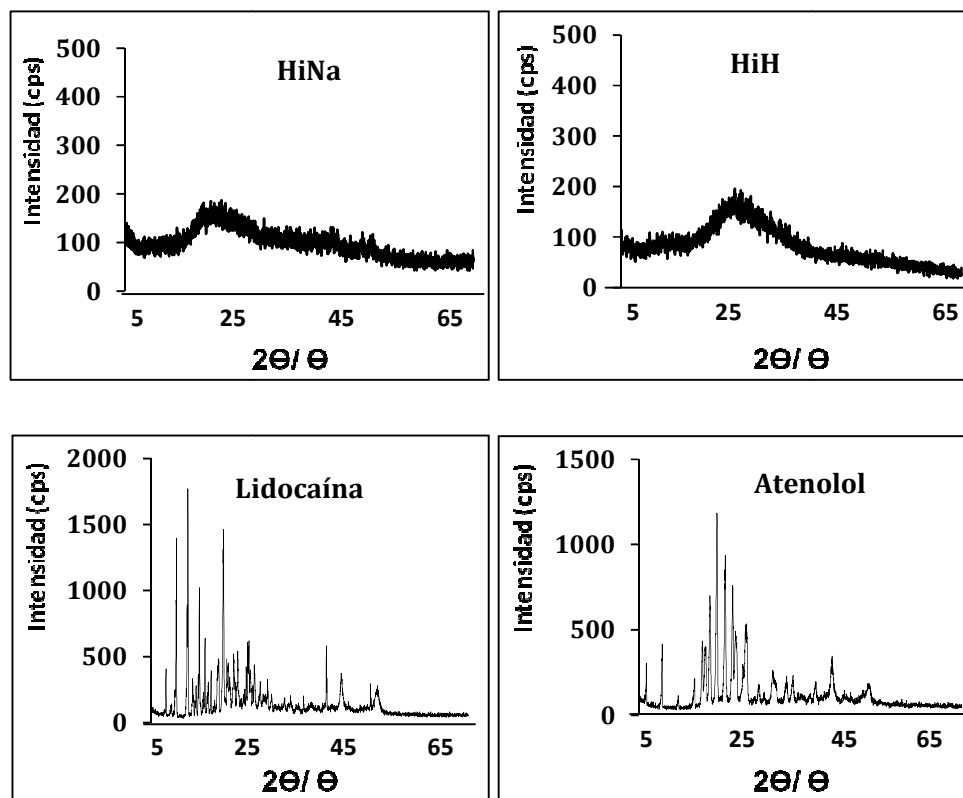 HiNa
Intensidad (cps)
500
400
300
200
100
0
5 25 45 65
2Θ/ Θ
HiH
Intensidad (cps)
500
400
300
200
100
0
5 25 45 65
2Θ/ Θ
Lidocaína
Intensidad (cps)
2000
1500
1000
500
0
5 25 45 65
2Θ/ Θ
Atenolol
Intensidad (cps)
1500
1000
500
0
5 25 45 65
2Θ/ Θ